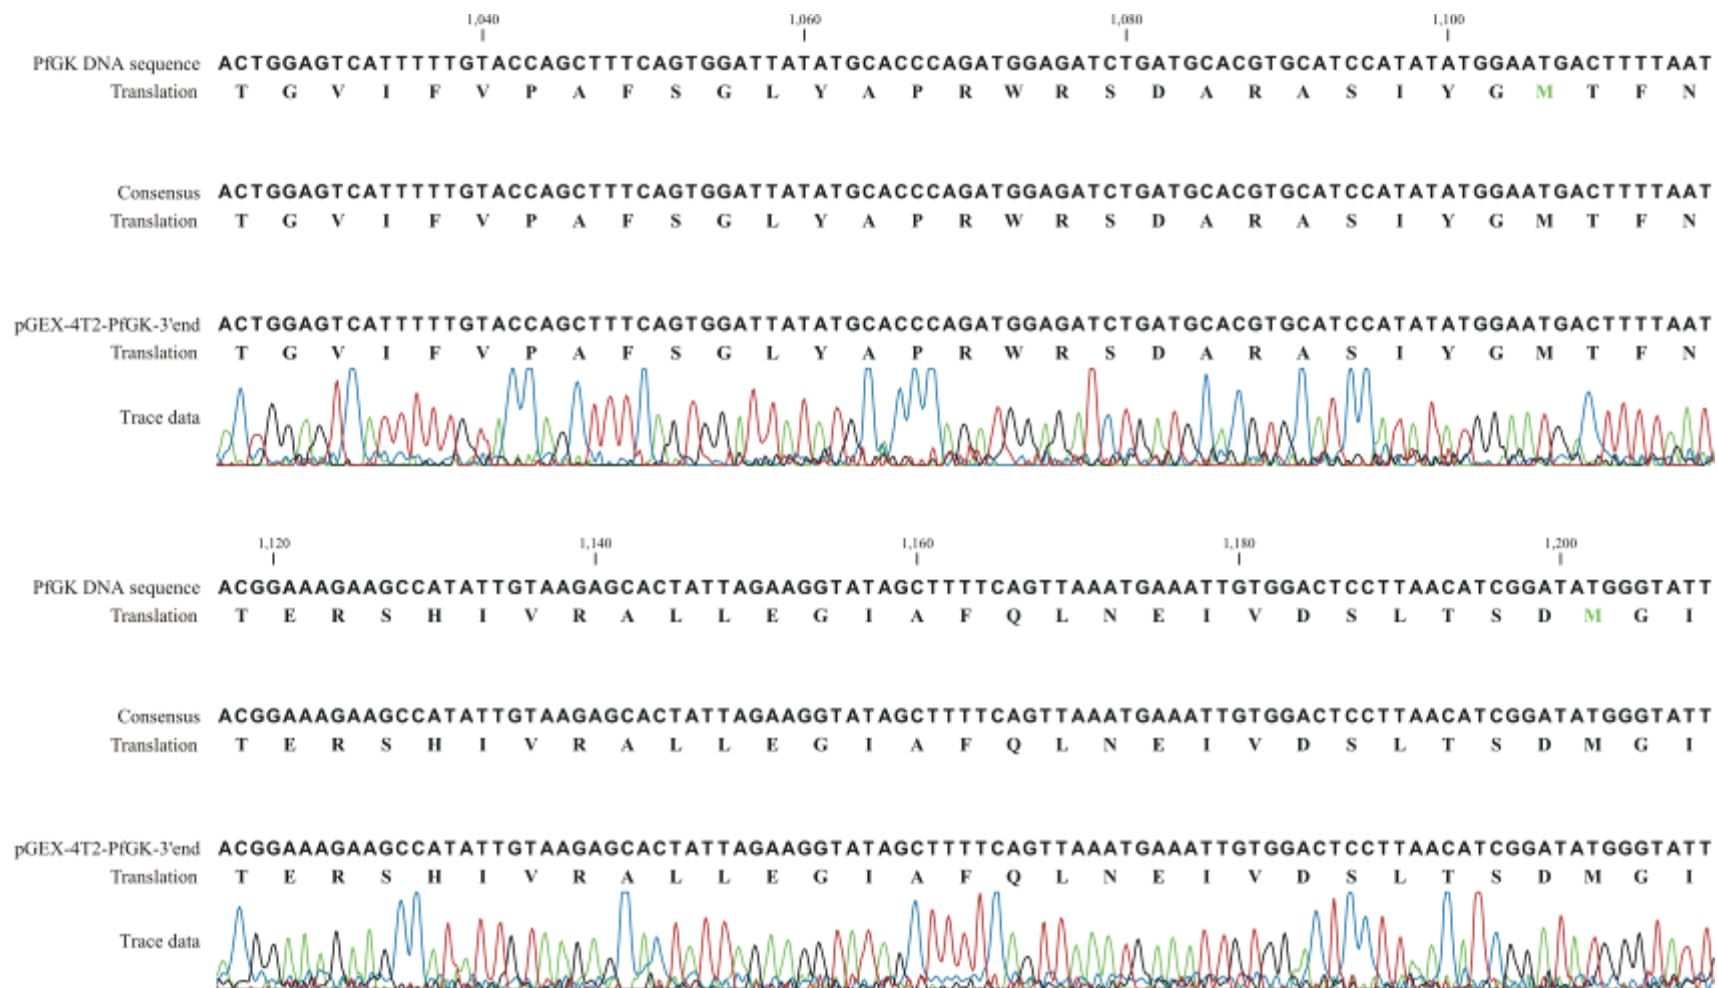 1,040 1,060 1,080 1,100
PfGK DNA sequence ACTGGAGTCATTTTTGTACCAGCTTTCAGTGGATTATATGCACCCAGATGGAGATCTGATGCACGTGCATCCATATATGGAATGACTTTTAAT
Translation T G V I F V P A F S G L Y A P R W R S D A R A S I Y G M T F N
Consensus ACTGGAGTCATTTTTGTACCAGCTTTCAGTGGATTATATGCACCCAGATGGAGATCTGATGCACGTGCATCCATATATGGAATGACTTTTAAT
Translation T G V I F V P A F S G L Y A P R W R S D A R A S I Y G M T F N
pGEX-4T2-PfGK-3'end ACTGGAGTCATTTTTGTACCAGCTTTCAGTGGATTATATGCACCCAGATGGAGATCTGATGCACGTGCATCCATATATGGAATGACTTTTAAT
Translation T G V I F V P A F S G L Y A P R W R S D A R A S I Y G M T F N
Trace data
1,120 1,140 1,160 1,180 1,200
PfGK DNA sequence ACGGAAAGAAGCCATATTGTAAGAGCACTATTAGAAGGTATAGCTTTTCAGTTAAATGAAATTGTGGACTCCTTAACATCGGATATGGGTATT
Translation T E R S H I V R A L L E G I A F Q L N E I V D S L T S D M G I
Consensus ACGGAAAGAAGCCATATTGTAAGAGCACTATTAGAAGGTATAGCTTTTCAGTTAAATGAAATTGTGGACTCCTTAACATCGGATATGGGTATT
Translation T E R S H I V R A L L E G I A F Q L N E I V D S L T S D M G I
pGEX-4T2-PfGK-3'end ACGGAAAGAAGCCATATTGTAAGAGCACTATTAGAAGGTATAGCTTTTCAGTTAAATGAAATTGTGGACTCCTTAACATCGGATATGGGTATT
Translation T E R S H I V R A L L E G I A F Q L N E I V D S L T S D M G I
Trace data